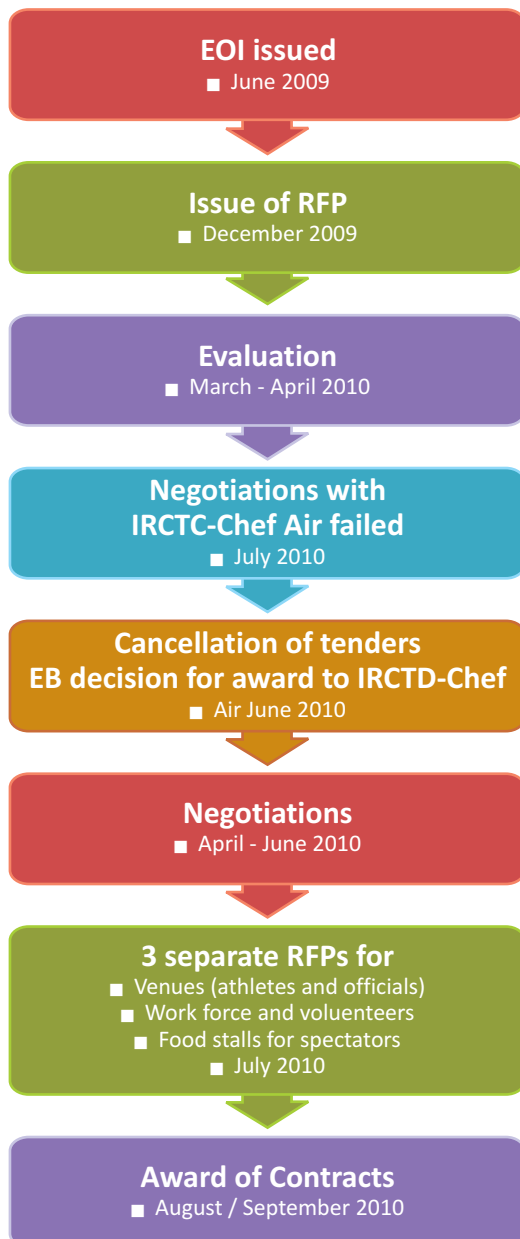 EOI issued
■ June 2009
Issue of RFP
■ December 2009
Evaluation
■ March - April 2010
Negotiations with
IRCTC-Chef Air failed
■ July 2010
Cancellation of tenders
EB decision for award to IRCTD-Chef
■ Air June 2010
Negotiations
■ April - June 2010
3 separate RFPs for
■ Venues (athletes and officials)
■ Work force and volunteers
■ Food stalls for spectators
■ July 2010
Award of Contracts
■ August / September 2010